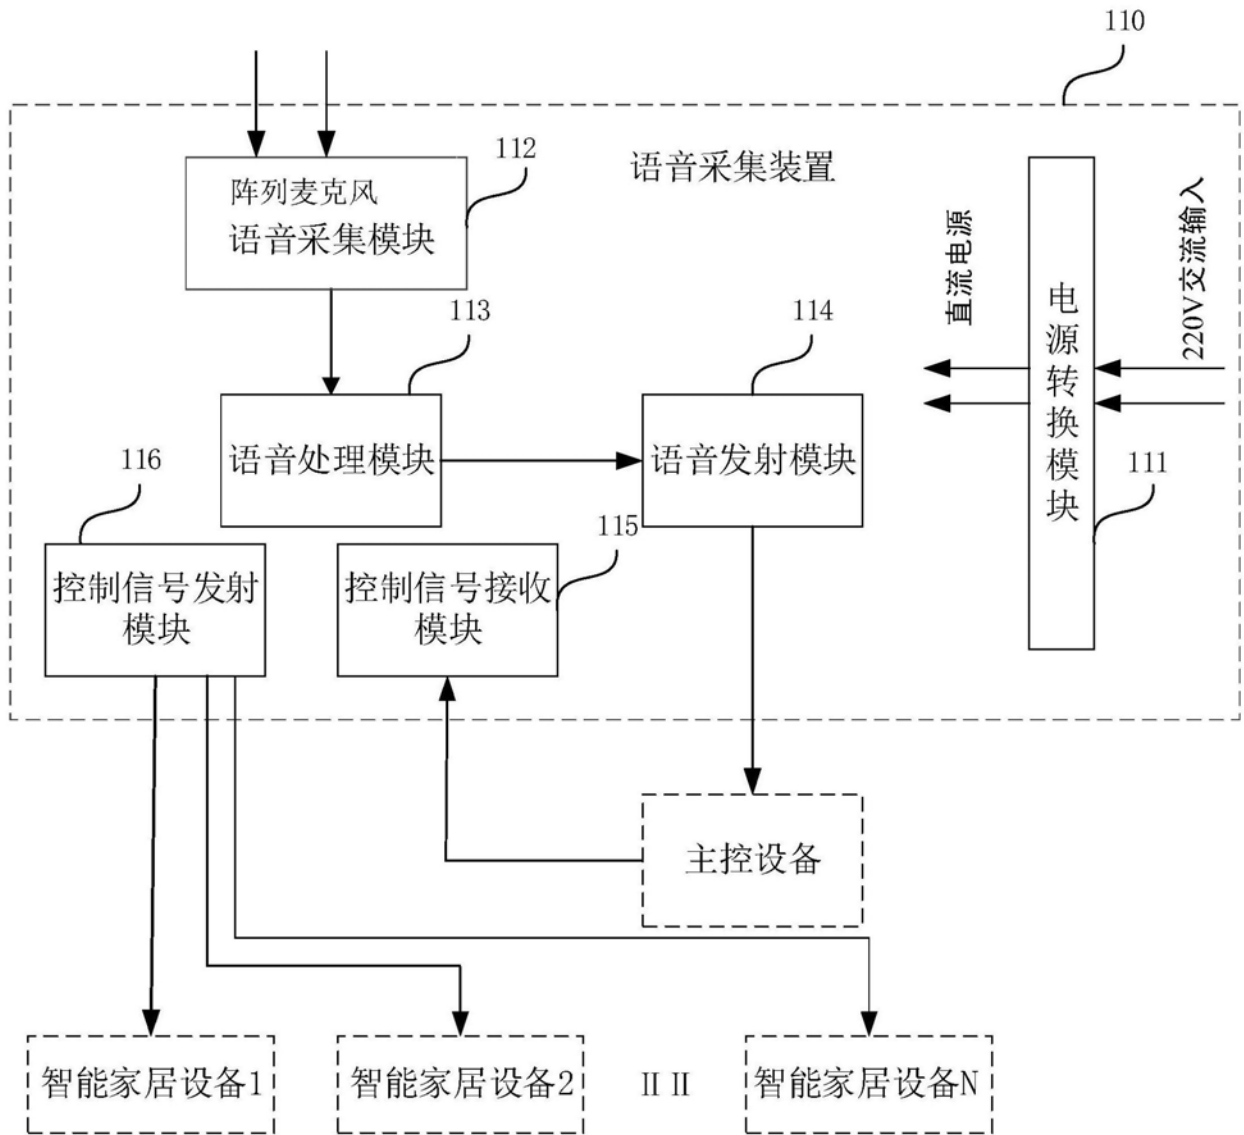 110
语音采集装置
112
阵列麦克风
语音采集模块
直流电源
220V交流输入
电源转换模块
111
113
语音处理模块
114
语音发射模块
116
控制信号发射
模块
115
控制信号接收
模块
主控设备
智能家居设备1
智能家居设备2
II II
智能家居设备N